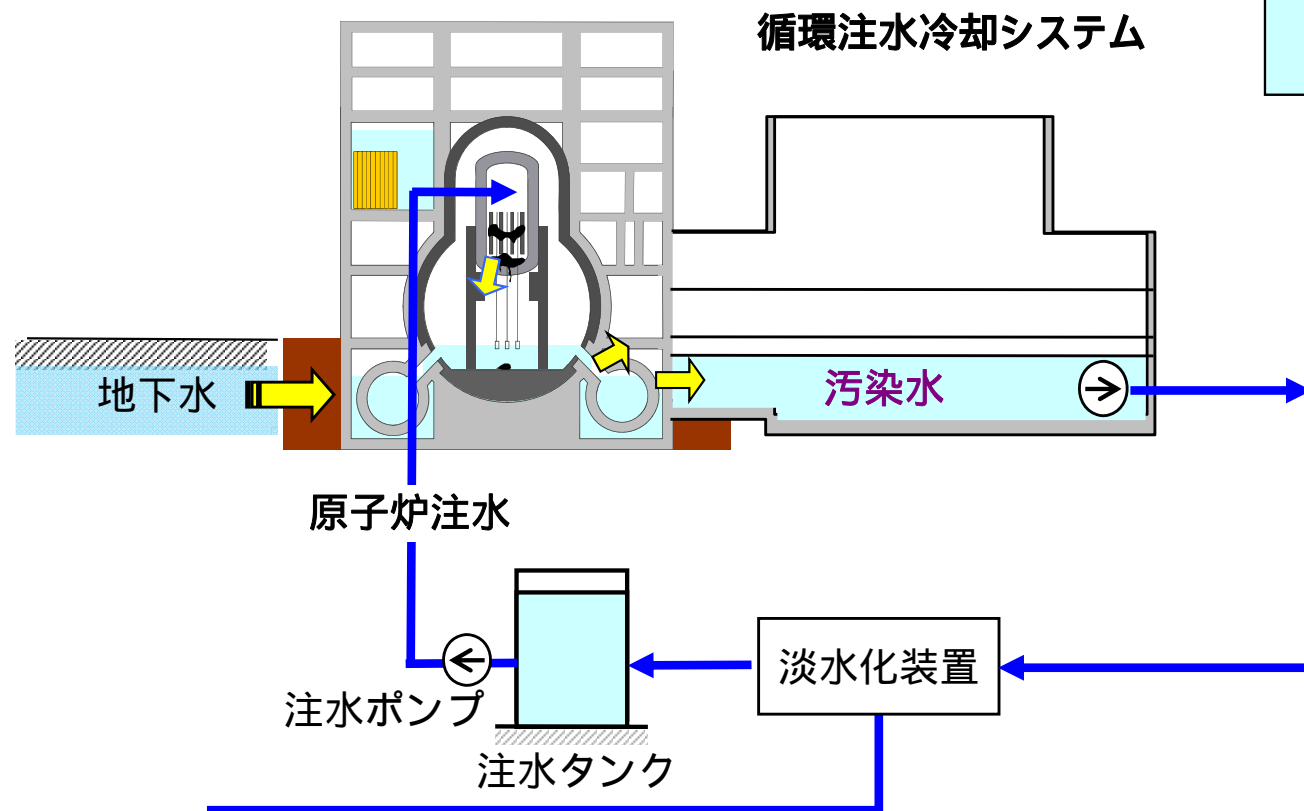 循環注水冷却システム
地下水
汚染水
原子炉注水
淡水化装置
注水ポンプ
注水タンク